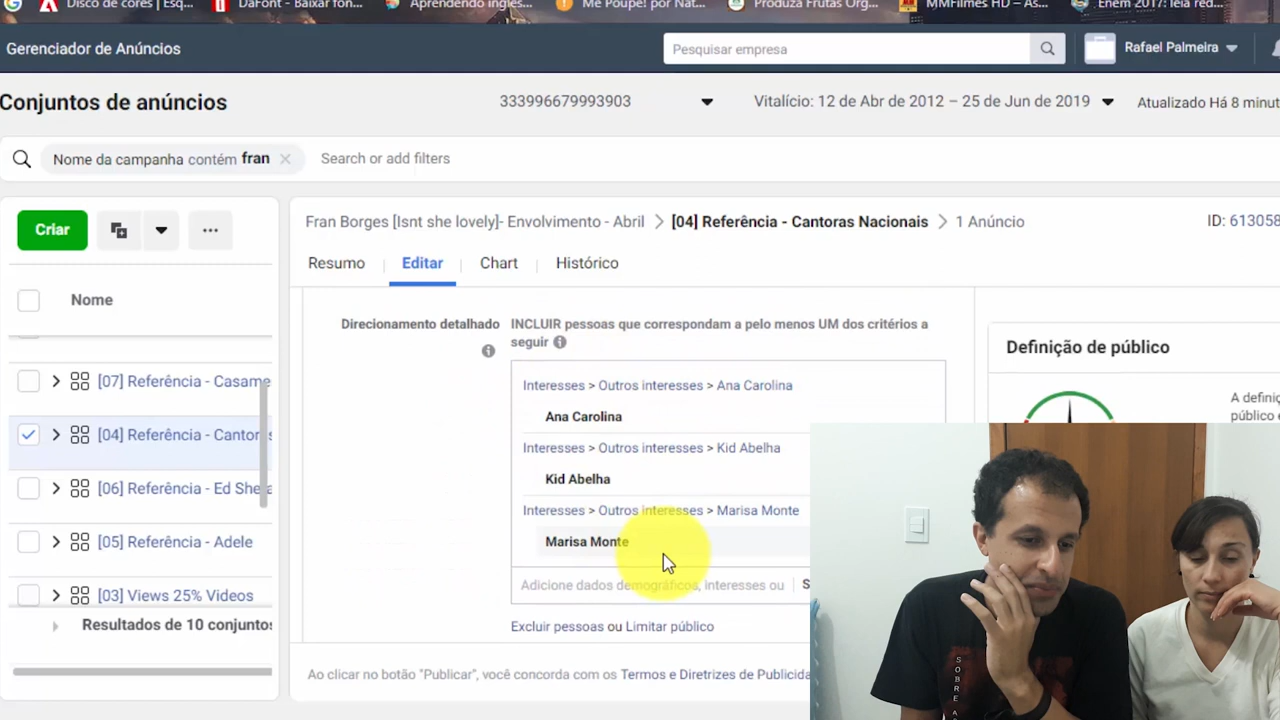 Disco de cores | Esq...
DaFont - Baixar fon...
Aprendendo inglês...
Me Poupe! por Nat...
Produza Frutas Org...
MMFilmes HD – As...
Enem 2017: leia red...
Gerenciador de Anúncios
Pesquisar empresa
Rafael Palmeira
Conjuntos de anúncios
333996679993903
Vitalício: 12 de Abr de 2012 – 25 de Jun de 2019
Atualizado Há 8 minut
Nome da campanha contém fran
Search or add filters
Criar
Fran Borges [Isnt she lovely]- Envolvimento - Abril
[04] Referência - Cantoras Nacionais
1 Anúncio
ID: 613058
Resumo
Editar
Chart
Histórico
Nome
[07] Referência - Casame
[04] Referência - Cantor
[06] Referência - Ed She
[05] Referência - Adele
[03] Views 25% Videos
Resultados de 10 conjuntos
Direcionamento detalhado
INCLUIR pessoas que correspondam a pelo menos UM dos critérios a
seguir
Interesses > Outros interesses > Ana Carolina
Ana Carolina
Interesses > Outros interesses > Kid Abelha
Kid Abelha
Interesses > Outros interesses > Marisa Monte
Marisa Monte
Adicione dados demográficos, interesses ou
S
Excluir pessoas ou Limitar público
Definição de público
A definiç
público e
Ao clicar no botão "Publicar", você concorda com os Termos e Diretrizes de Publicida
SOBRE